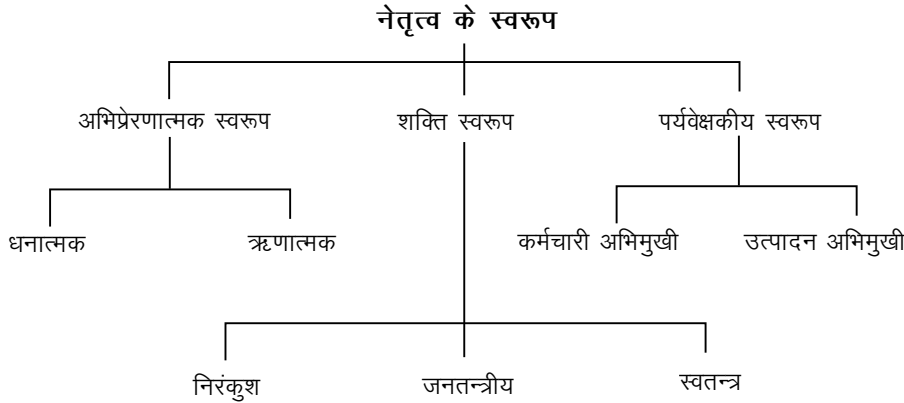 नेतृत्व के स्वरूप
अभिप्रेरणात्मक स्वरूप शक्ति स्वरूप पर्यवेक्षकीय स्वरूप
धनात्मक ऋणात्मक कर्मचारी अभिमुखी उत्पादन अभिमुखी
निरंकुश जनतन्त्रीय स्वतन्त्र